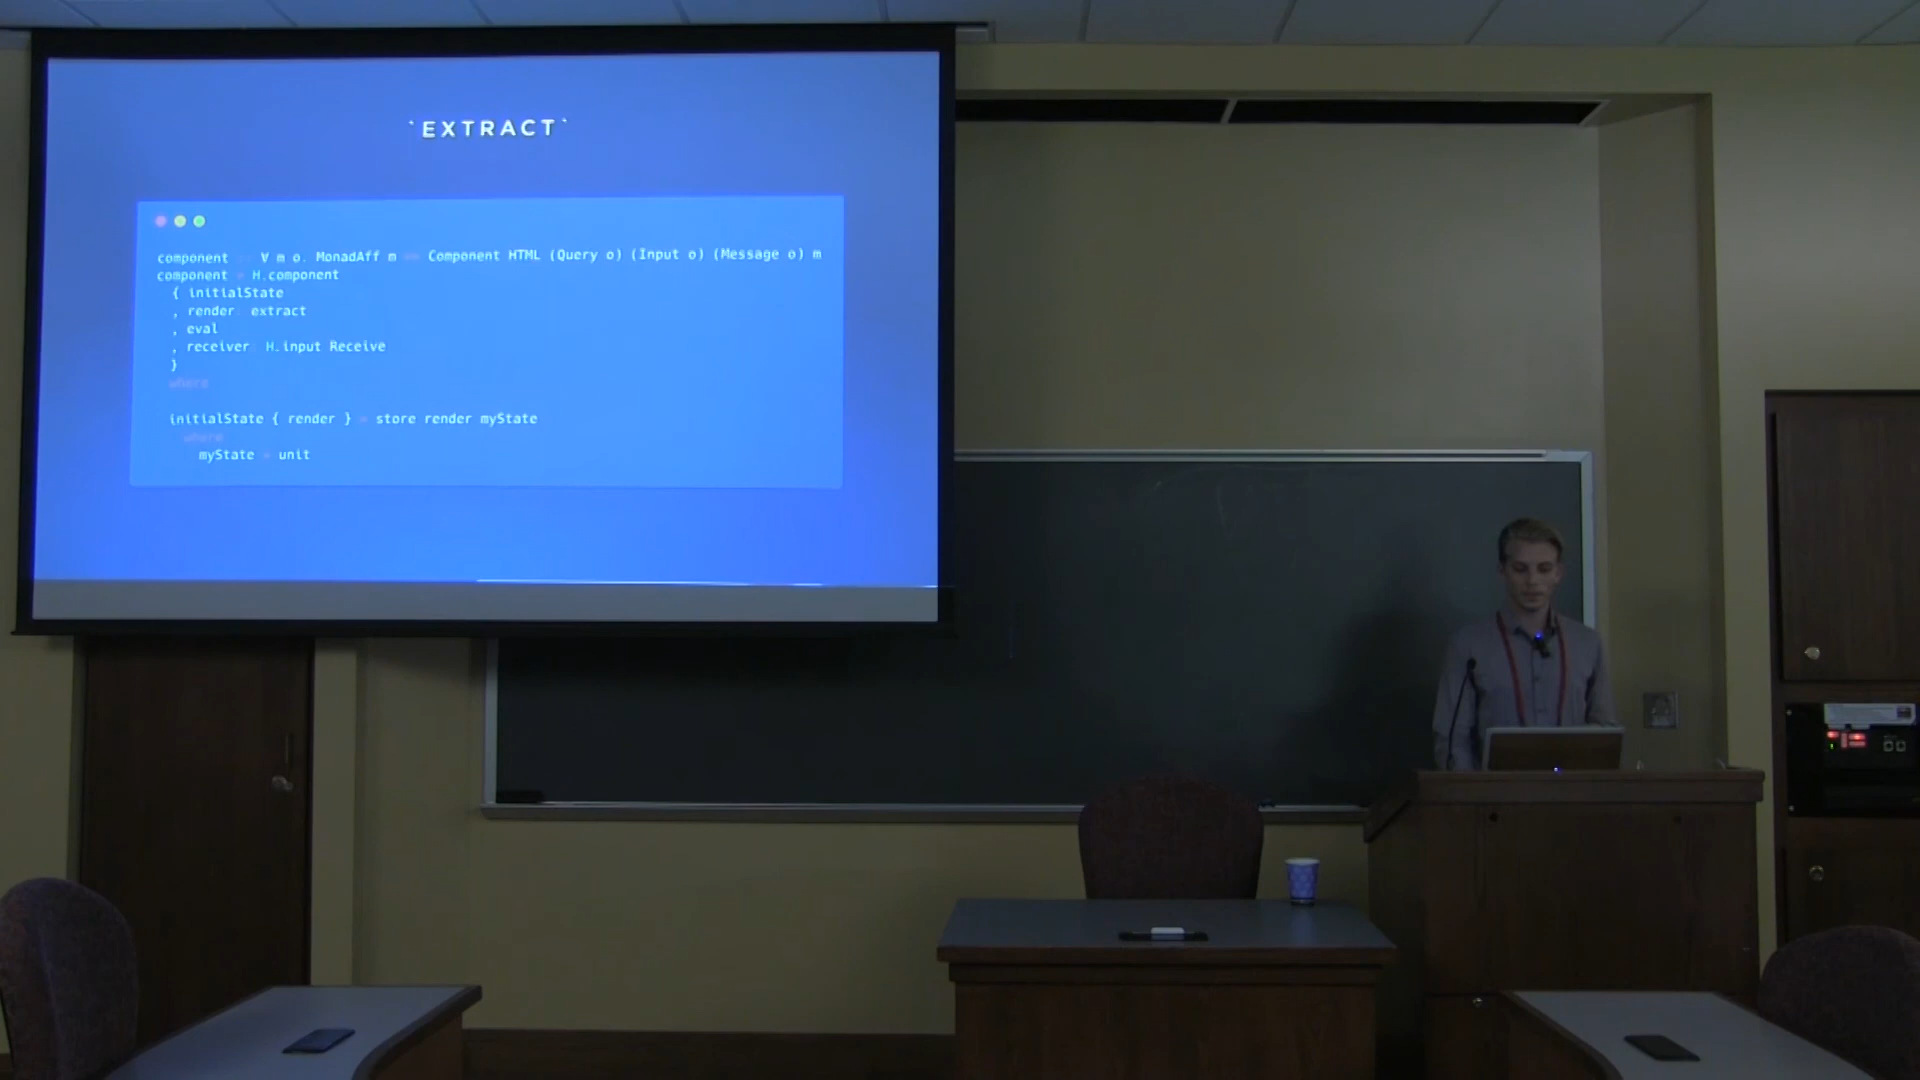 `EXTRACT`
component :: ∀ m o. MonadAff m => Component HTML (Query o) (Input o) (Message o) m
component = H.component
{ initialState
, render: extract
, eval
, receiver: H.input Receive
}
where
initialState { render } = store render myState
where
myState = unit